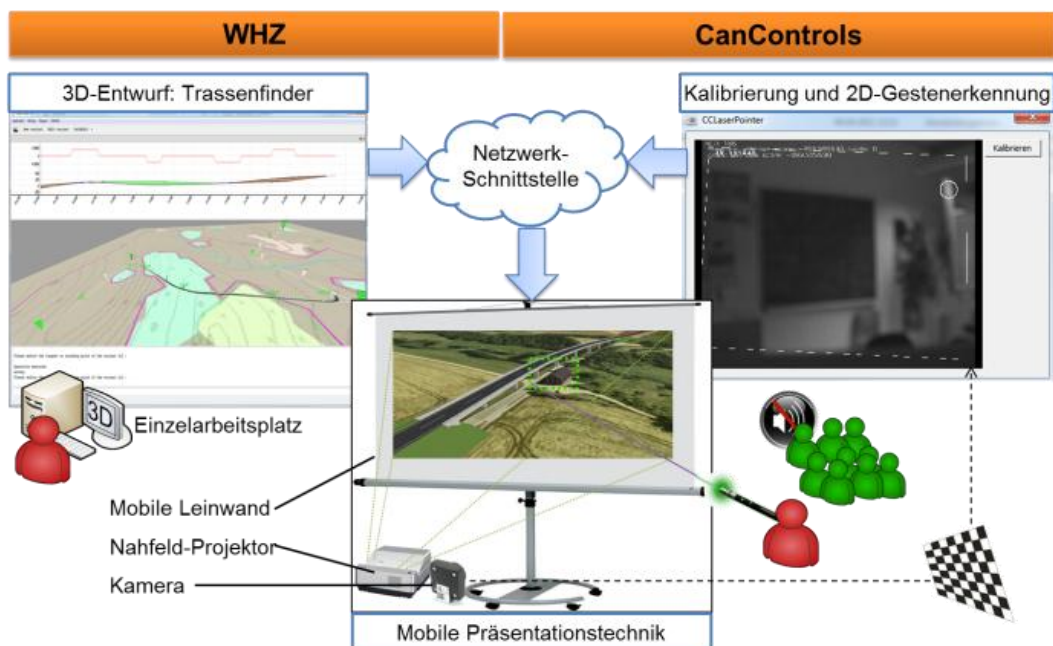 WHZ
CanControls
3D-Entwurf: Trassenfinder
Kalibrierung und 2D-Gestenerkennung
CCLaserPointer
Kalibrieren
Netzwerk-
Schnittstelle
3D
Einzelarbeitsplatz
Mobile Leinwand
Nahfeld-Projektor
Kamera
Mobile Präsentationstechnik